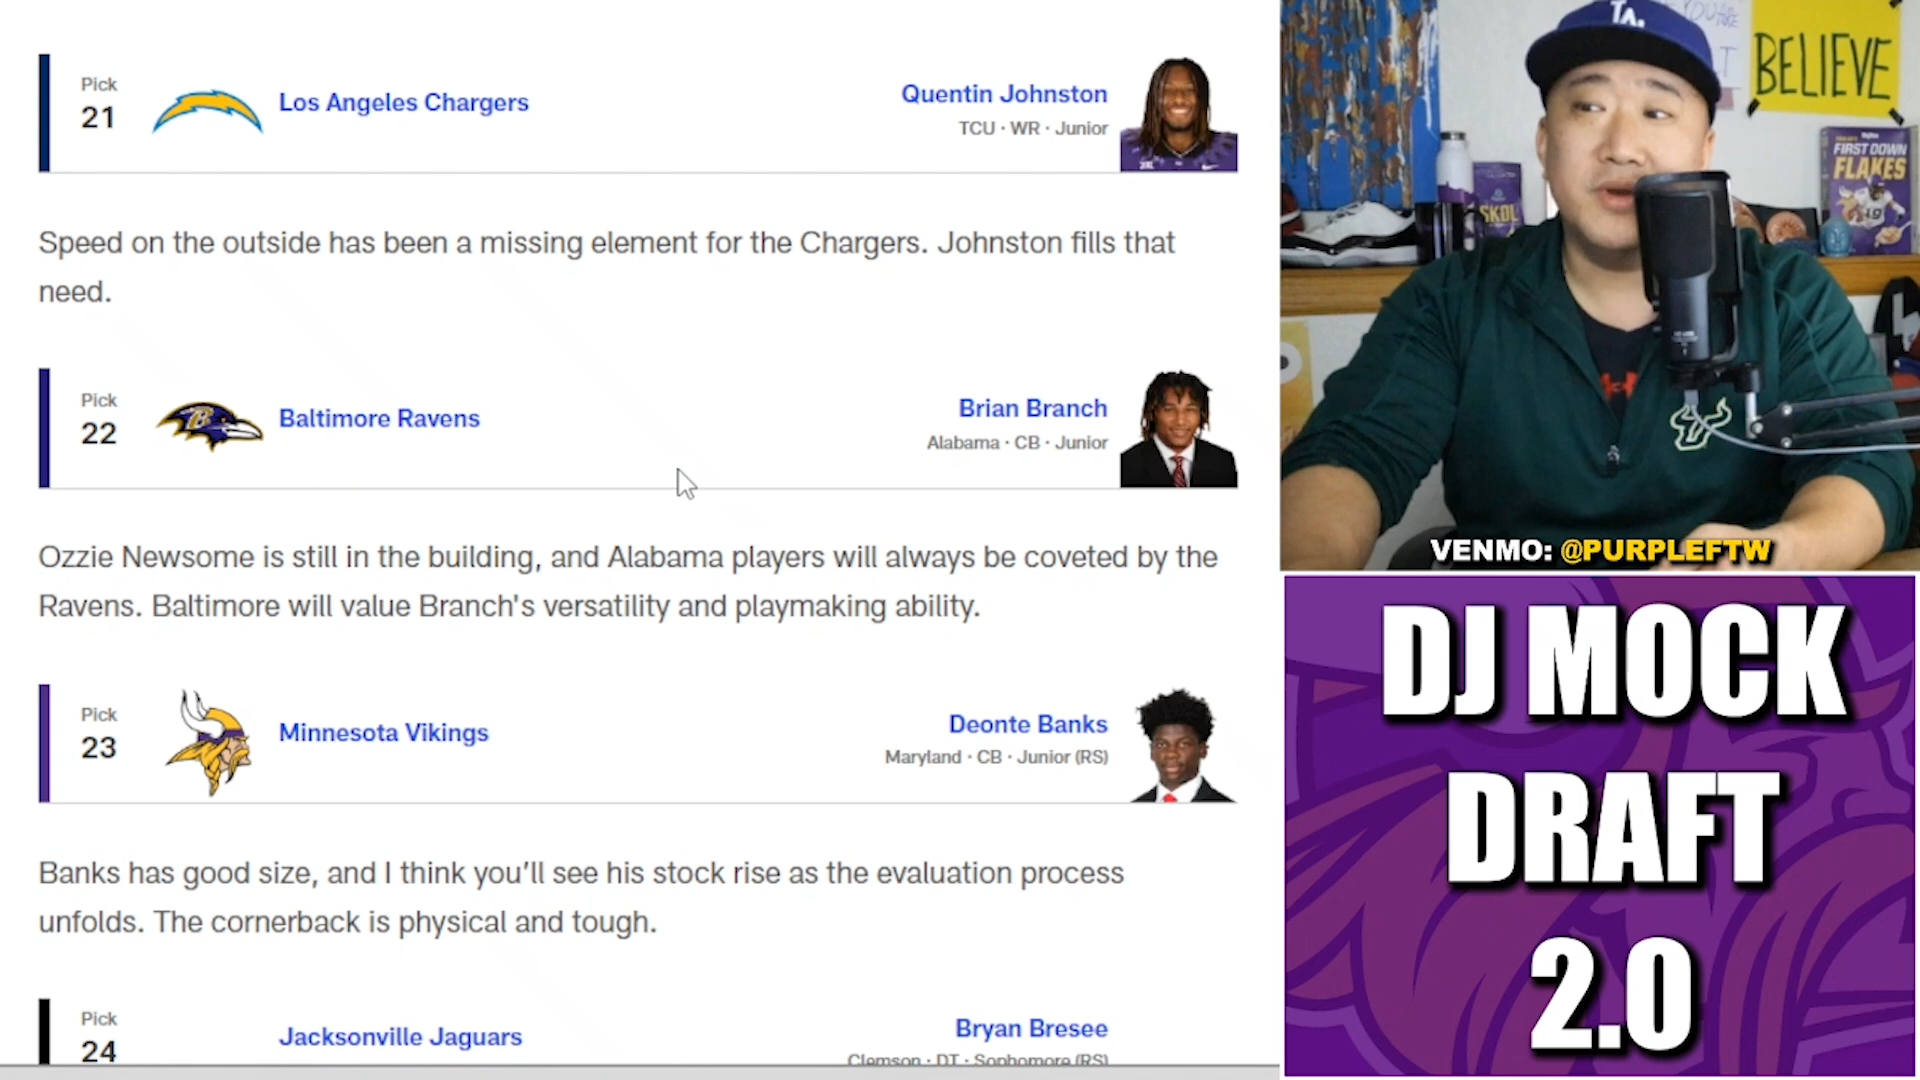 Pick
21
Los Angeles Chargers
Quentin Johnston
TCU · WR · Junior
Speed on the outside has been a missing element for the Chargers. Johnston fills that
need.
Pick
22
Baltimore Ravens
Brian Branch
Alabama · CB · Junior
Ozzie Newsome is still in the building, and Alabama players will always be coveted by the
Ravens. Baltimore will value Branch's versatility and playmaking ability.
Pick
23
Minnesota Vikings
Deonte Banks
Maryland · CB · Junior (RS)
Banks has good size, and I think you’ll see his stock rise as the evaluation process
unfolds. The cornerback is physical and tough.
Pick
24
Jacksonville Jaguars
Bryan Bresee
Clemson · DT · Sophomore (RS)
TA.
BELIEVE
FIRST DOWN
FLAKES
SKOL
VENMO: @PURPLEFTW
DJ MOCK
DRAFT
2.0